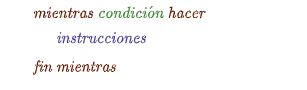 mientras condición hacer
instrucciones
fin mientras